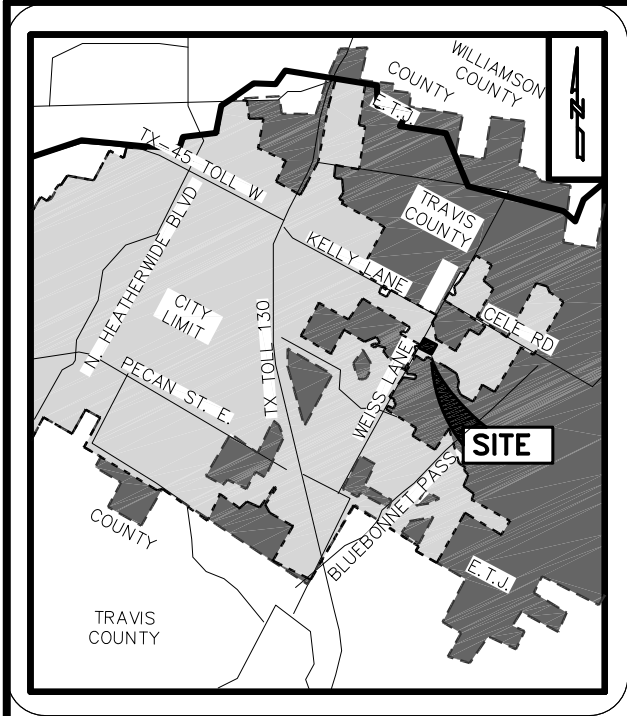 WILLIAMSON
COUNTY
COUNTY
E.T.J.
N
TX-45 TOLL W
TRAVIS
COUNTY
N. HEATHERWIDE BLVD
KELLY LANE
CITY
LIMIT
TX TOLL 130
CELE RD
PECAN ST. E.
WEISS LANE
SITE
BLUEBONNET PASS
COUNTY
E.T.J.
TRAVIS
COUNTY